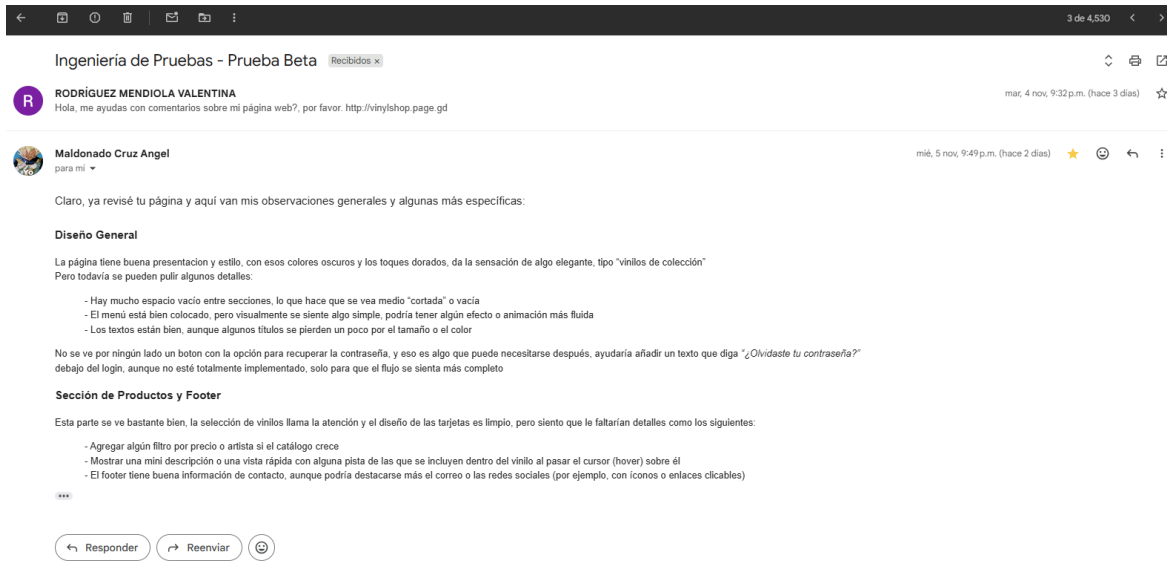 3 de 4,530
Ingeniería de Pruebas - Prueba Beta Recibidos x
R
RODRÍGUEZ MENDIOLA VALENTINA
mar, 4 nov, 9:32 p.m. (hace 3 días)
Hola, me ayudas con comentarios sobre mi página web?, por favor. http://vinylshop.page.gd
Maldonado Cruz Angel
mié, 5 nov, 9:49 p.m. (hace 2 días)
para mí
Claro, ya revisé tu página y aquí van mis observaciones generales y algunas más específicas:
Diseño General
La página tiene buena presentacion y estilo, con esos colores oscuros y los toques dorados, da la sensación de algo elegante, tipo “vinilos de colección”
Pero todavía se pueden pulir algunos detalles:
- Hay mucho espacio vacío entre secciones, lo que hace que se vea medio “cortada” o vacía
- El menú está bien colocado, pero visualmente se siente algo simple, podría tener algún efecto o animación más fluida
- Los textos están bien, aunque algunos títulos se pierden un poco por el tamaño o el color
No se ve por ningún lado un boton con la opción para recuperar la contraseña, y eso es algo que puede necesitarse después, ayudaría añadir un texto que diga “¿Olvidaste tu contraseña?”
debajo del login, aunque no esté totalmente implementado, solo para que el flujo se sienta más completo
Sección de Productos y Footer
Esta parte se ve bastante bien, la selección de vinilos llama la atención y el diseño de las tarjetas es limpio, pero siento que le faltarían detalles como los siguientes:
- Agregar algún filtro por precio o artista si el catálogo crece
- Mostrar una mini descripción o una vista rápida con alguna pista de las que se incluyen dentro del vinilo al pasar el cursor (hover) sobre él
- El footer tiene buena información de contacto, aunque podría destacarse más el correo o las redes sociales (por ejemplo, con íconos o enlaces clicables)
Responder Reenviar